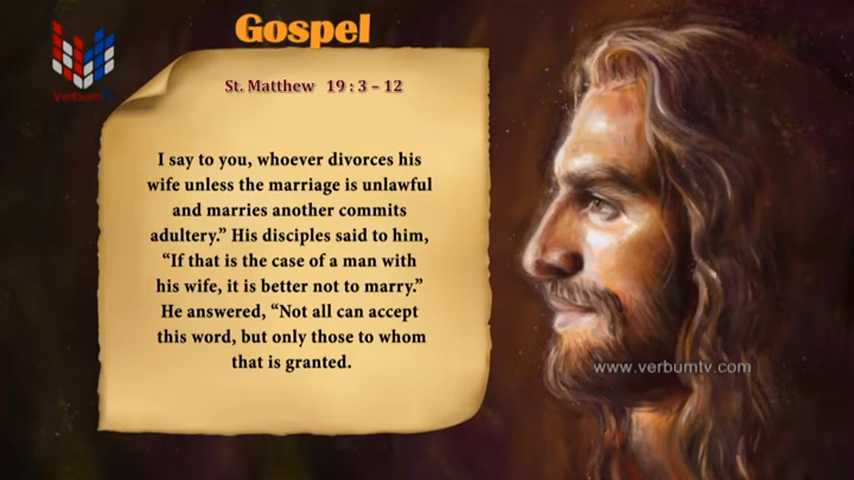 Gospel
VerbumTv
St. Matthew 19 : 3 – 12
I say to you, whoever divorces his
wife unless the marriage is unlawful
and marries another commits
adultery.” His disciples said to him,
“If that is the case of a man with
his wife, it is better not to marry.”
He answered, “Not all can accept
this word, but only those to whom
that is granted.
www.verbumtv.com